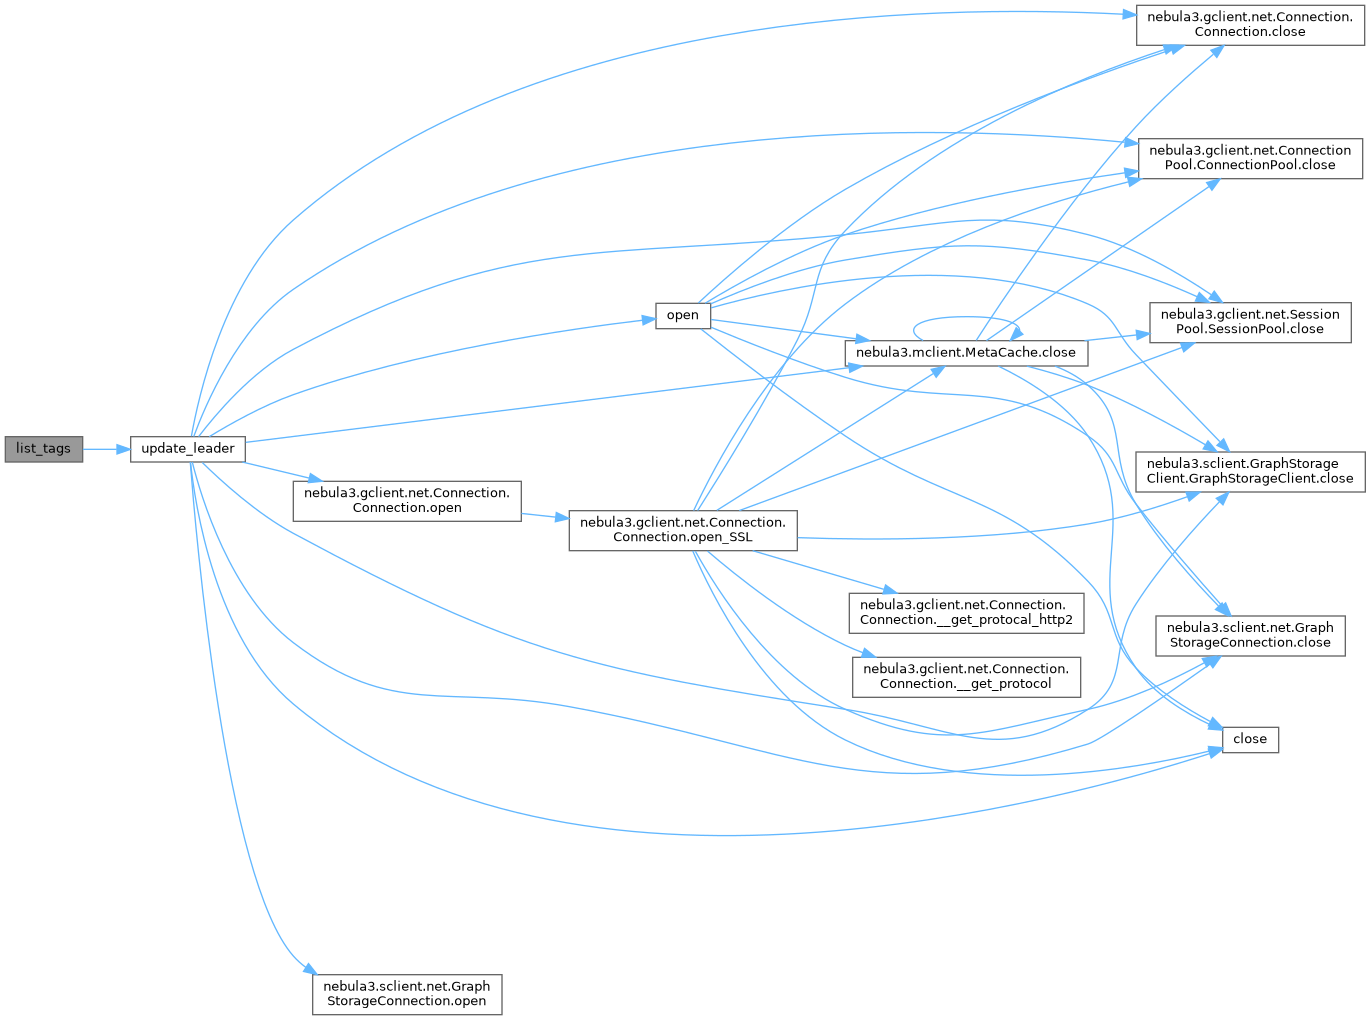 nebula3.gclient.net.Connection.
Connection.close
nebula3.gclient.net.Connection
Pool.ConnectionPool.close
open
nebula3.gclient.net.Session
Pool.SessionPool.close
nebula3.mclient.MetaCache.close
list_tags
update_leader
nebula3.sclient.GraphStorage
Client.GraphStorageClient.close
nebula3.gclient.net.Connection.
Connection.open
nebula3.gclient.net.Connection.
Connection.open_SSL
nebula3.gclient.net.Connection.
Connection.__get_protocal_http2
nebula3.sclient.net.Graph
StorageConnection.close
nebula3.gclient.net.Connection.
Connection.__get_protocol
close
nebula3.sclient.net.Graph
StorageConnection.open